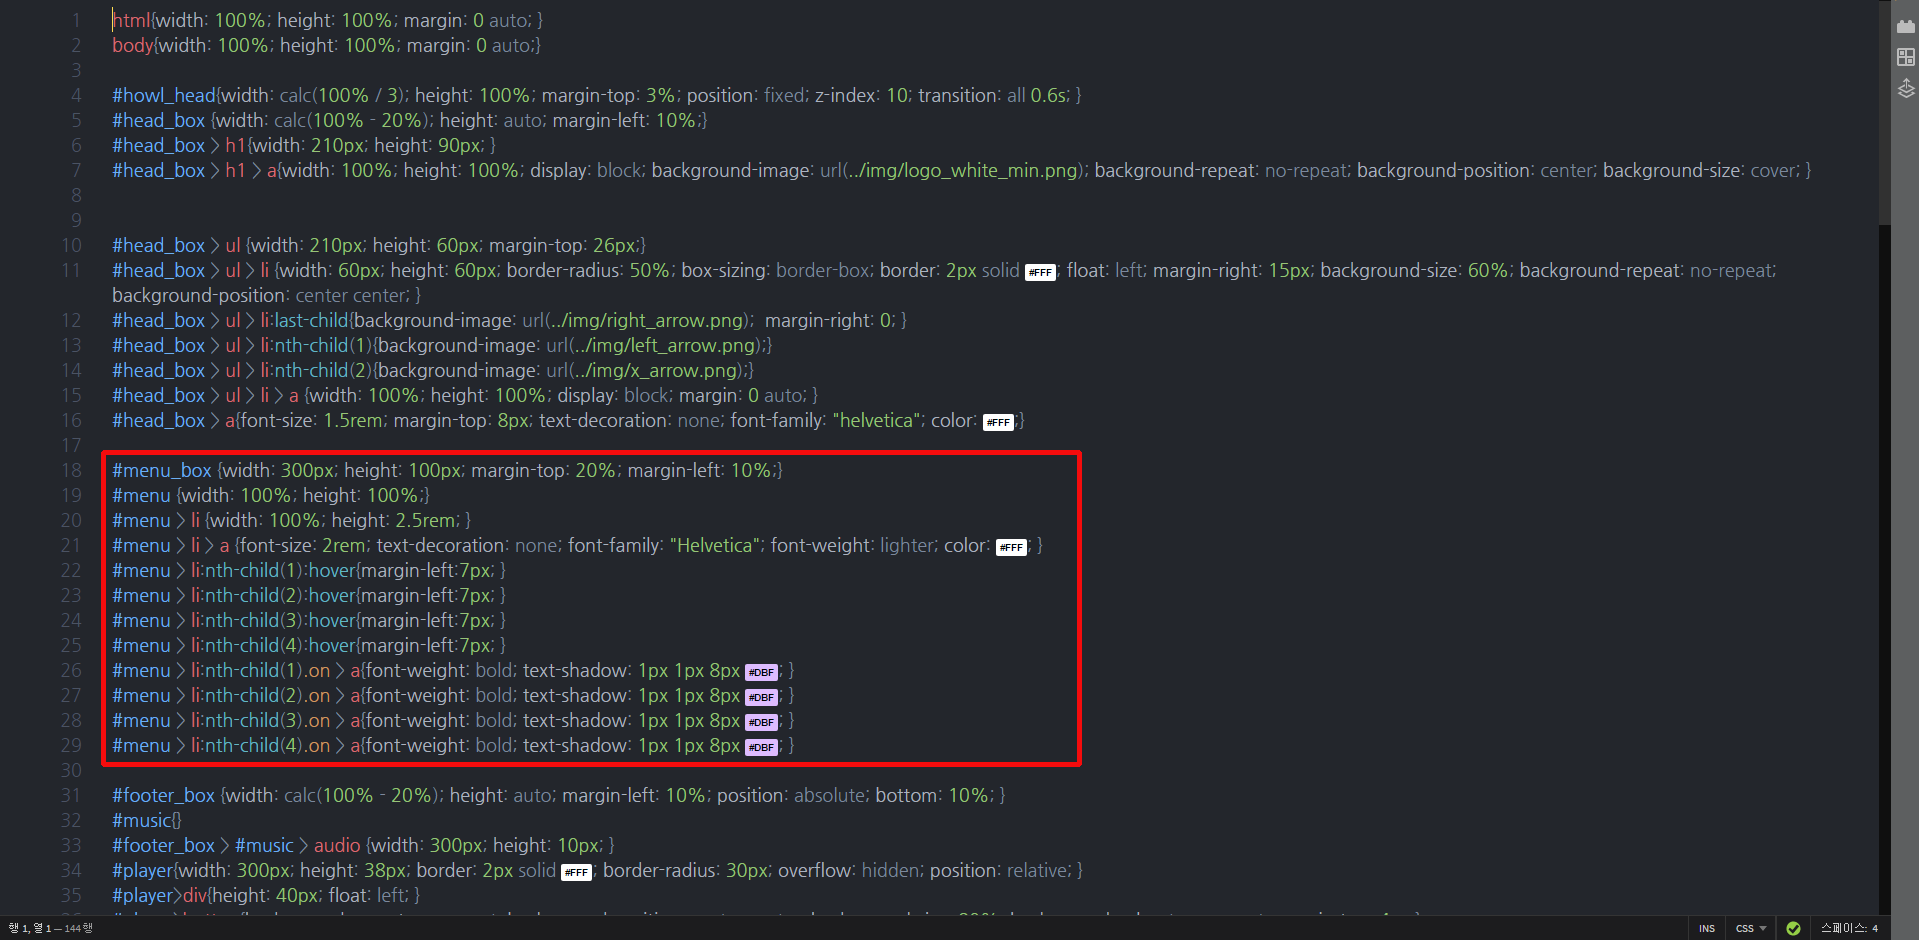 1 html{width: 100%; height: 100%; margin: 0 auto; }
2 body{width: 100%; height: 100%; margin: 0 auto;}
3
4 #howl_head{width: calc(100% / 3); height: 100%; margin-top: 3%; position: fixed; z-index: 10; transition: all 0.6s; }
5 #head_box {width: calc(100% - 20%); height: auto; margin-left: 10%;}
6 #head_box > h1{width: 210px; height: 90px; }
7 #head_box > h1 > a{width: 100%; height: 100%; display: block; background-image: url(../img/logo_white_min.png); background-repeat: no-repeat; background-position: center; background-size: cover; }
8
9
10 #head_box > ul {width: 210px; height: 60px; margin-top: 26px;}
11 #head_box > ul > li {width: 60px; height: 60px; border-radius: 50%; box-sizing: border-box; border: 2px solid #FFF; float: left; margin-right: 15px; background-size: 60%; background-repeat: no-repeat;
background-position: center center; }
12 #head_box > ul > li:last-child{background-image: url(../img/right_arrow.png);  margin-right: 0; }
13 #head_box > ul > li:nth-child(1){background-image: url(../img/left_arrow.png);}
14 #head_box > ul > li:nth-child(2){background-image: url(../img/x_arrow.png);}
15 #head_box > ul > li > a {width: 100%; height: 100%; display: block; margin: 0 auto; }
16 #head_box > a{font-size: 1.5rem; margin-top: 8px; text-decoration: none; font-family: "helvetica"; color: #FFF;}
17
18 #menu_box {width: 300px; height: 100px; margin-top: 20%; margin-left: 10%;}
19 #menu {width: 100%; height: 100%;}
20 #menu > li {width: 100%; height: 2.5rem; }
21 #menu > li > a {font-size: 2rem; text-decoration: none; font-family: "Helvetica"; font-weight: lighter; color: #FFF; }
22 #menu > li:nth-child(1):hover{margin-left:7px; }
23 #menu > li:nth-child(2):hover{margin-left:7px; }
24 #menu > li:nth-child(3):hover{margin-left:7px; }
25 #menu > li:nth-child(4):hover{margin-left:7px; }
26 #menu > li:nth-child(1).on > a{font-weight: bold; text-shadow: 1px 1px 8px #DBF; }
27 #menu > li:nth-child(2).on > a{font-weight: bold; text-shadow: 1px 1px 8px #DBF; }
28 #menu > li:nth-child(3).on > a{font-weight: bold; text-shadow: 1px 1px 8px #DBF; }
29 #menu > li:nth-child(4).on > a{font-weight: bold; text-shadow: 1px 1px 8px #DBF; }
30
31 #footer_box {width: calc(100% - 20%); height: auto; margin-left: 10%; position: absolute; bottom: 10%; }
32 #music{}
33 #footer_box > #music > audio {width: 300px; height: 10px; }
34 #player{width: 300px; height: 38px; border: 2px solid #FFF; border-radius: 30px; overflow: hidden; position: relative; }
35 #player>div{height: 40px; float: left; }
행 1, 열 1 — 144 행 INS CSS 스페이스: 4